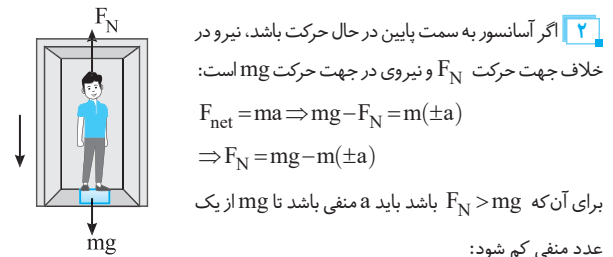 ۲ اگر آسانسور به سمت پایین در حال حرکت باشد، نیرو در
خلاف جهت حرکت F_N و نیروی در جهت حرکت mg است:
F_net = ma ⇒ mg − F_N = m(±a)
⇒ F_N = mg − m(±a)
برای آن‌که F_N > mg باشد باید a منفی باشد تا mg از یک
عدد منفی کم شود:
F_N
mg